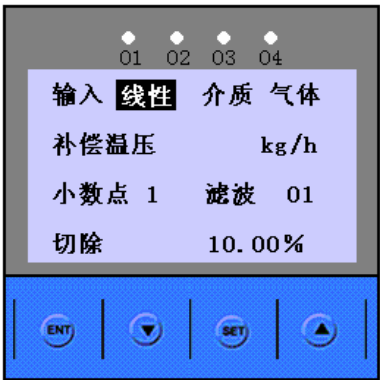 01 02 03 04
输入 线性 介质 气体
补偿温压 kg/h
小数点 1 滤波 01
切除 10.00%
ENT SET